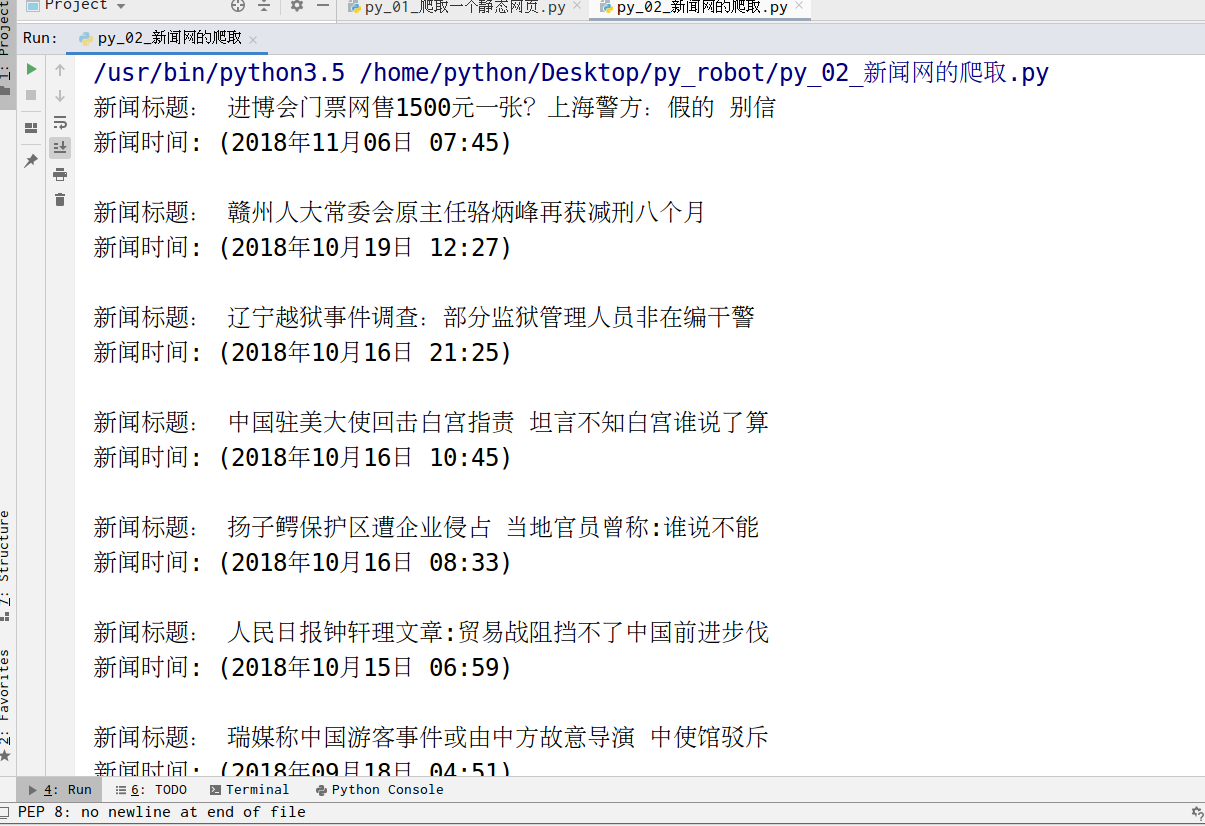 Project
py_01_爬取一个静态网页.py
py_02_新闻网的爬取.py
Run:
py_02_新闻网的爬取
1: Project
/usr/bin/python3.5 /home/python/Desktop/py_robot/py_02_新闻网的爬取.py
新闻标题: 进博会门票网售1500元一张？上海警方：假的 别信
新闻时间: (2018年11月06日 07:45)
新闻标题: 赣州人大常委会原主任骆炳峰再获减刑八个月
新闻时间: (2018年10月19日 12:27)
新闻标题: 辽宁越狱事件调查：部分监狱管理人员非在编干警
新闻时间: (2018年10月16日 21:25)
新闻标题: 中国驻美大使回击白宫指责 坦言不知白宫谁说了算
新闻时间: (2018年10月16日 10:45)
新闻标题: 扬子鳄保护区遭企业侵占 当地官员曾称:谁说不能
新闻时间: (2018年10月16日 08:33)
新闻标题: 人民日报钟轩理文章:贸易战阻挡不了中国前进步伐
新闻时间: (2018年10月15日 06:59)
新闻标题: 瑞媒称中国游客事件或由中方故意导演 中使馆驳斥
新闻时间: (2018年09月18日 04:51)
7: Structure
2: Favorites
4: Run
6: TODO
Terminal
Python Console
PEP 8: no newline at end of file